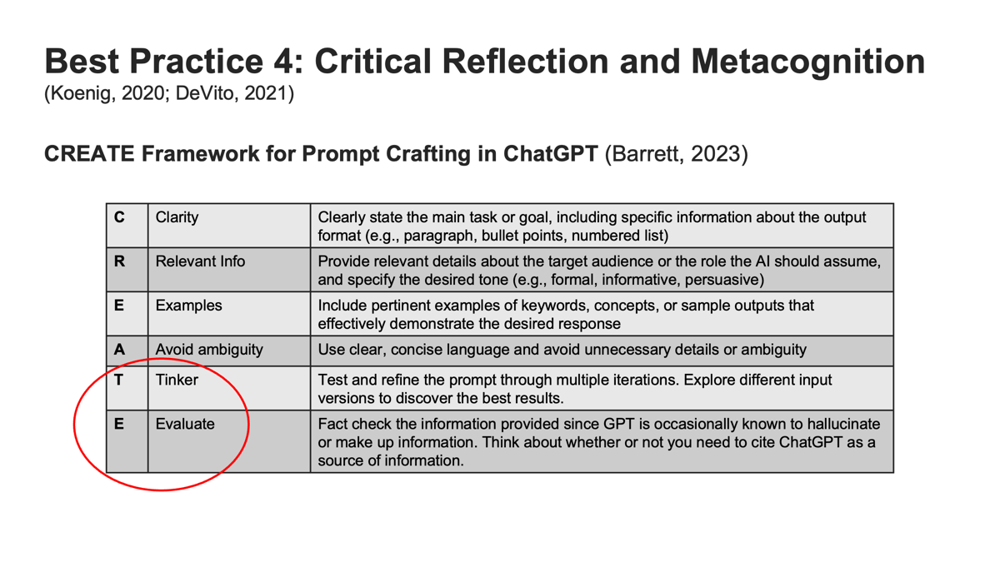 Best Practice 4: Critical Reflection and Metacognition
(Koenig, 2020; DeVito, 2021)
CREATE Framework for Prompt Crafting in ChatGPT (Barrett, 2023)
C Clarity Clearly state the main task or goal, including specific information about the output
format (e.g., paragraph, bullet points, numbered list)
R Relevant Info Provide relevant details about the target audience or the role the AI should assume,
and specify the desired tone (e.g., formal, informative, persuasive)
E Examples Include pertinent examples of keywords, concepts, or sample outputs that
effectively demonstrate the desired response
A Avoid ambiguity Use clear, concise language and avoid unnecessary details or ambiguity
T Tinker Test and refine the prompt through multiple iterations. Explore different input
versions to discover the best results.
E Evaluate Fact check the information provided since GPT is occasionally known to hallucinate
or make up information. Think about whether or not you need to cite ChatGPT as a
source of information.